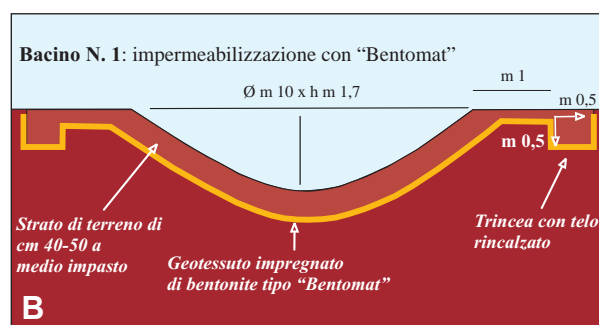 Bacino N. 1: impermeabilizzazione con “Bentomat”
m 1
Ø m 10 x h m 1,7
m 0,5
m 0,5
Strato di terreno di
cm 40-50 a
medio impasto
Geotessuto impregnato
di bentonite tipo “Bentomat”
Trincea con telo
rincalzato
B